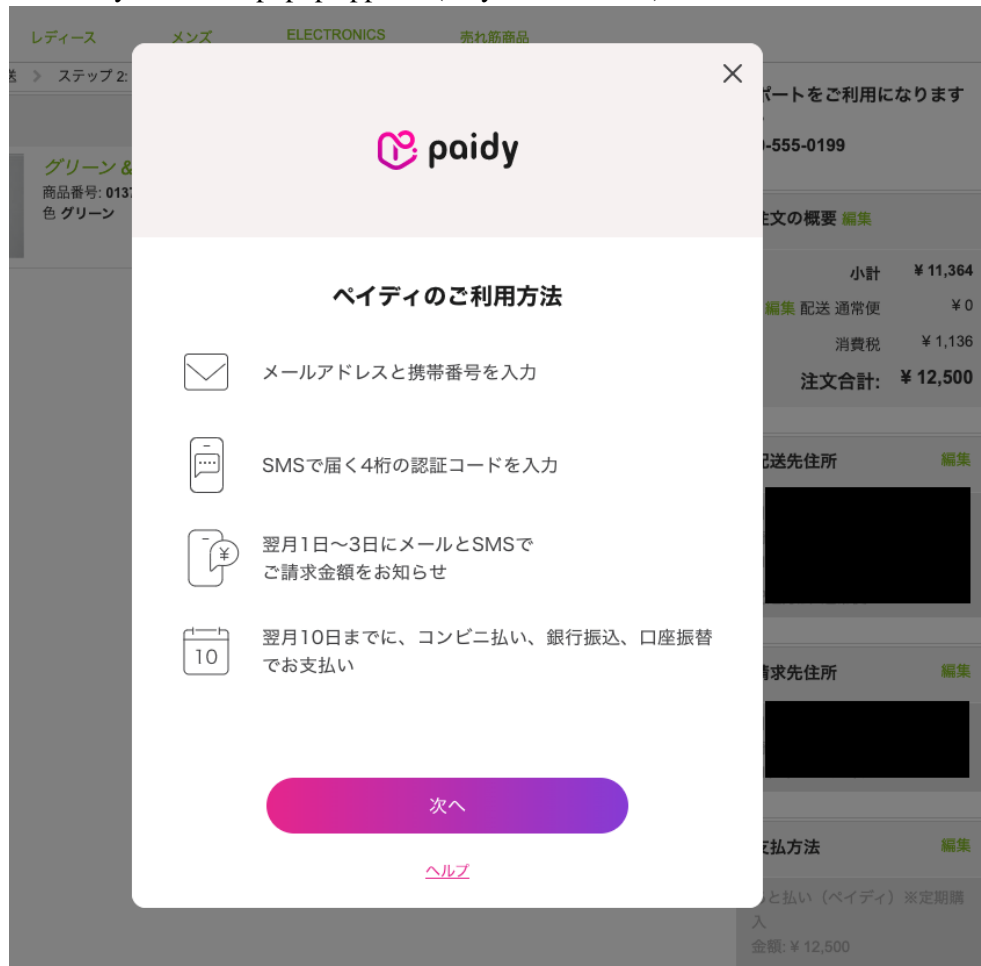 レディース
メンズ
ELECTRONICS
売れ筋商品
ステップ 2:
グリーン &
商品番号: 013
色 グリーン
paidy
ペイディのご利用方法
メールアドレスと携帯番号を入力
SMSで届く4桁の認証コードを入力
翌月1日〜3日にメールとSMSで
ご請求金額をお知らせ
翌月10日までに、コンビニ払い、銀行振込、口座振替
でお支払い
10
次へ
ヘルプ
ポートをご利用になります
-555-0199
文の概要 編集
小計 ¥ 11,364
編集 配送 通常便 ¥ 0
消費税 ¥ 1,136
注文合計: ¥ 12,500
送先住所 編集
求先住所 編集
払方法 編集
と払い（ペイディ）※定期購
入
金額: ¥ 12,500